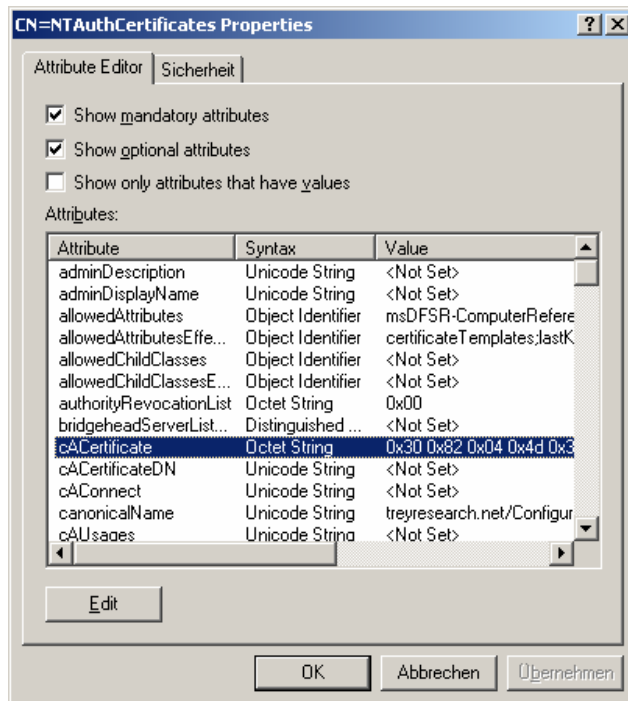 CN=NTAuthCertificates Properties
Attribute Editor Sicherheit
Show mandatory attributes
Show optional attributes
Show only attributes that have values
Attributes:
Attribute Syntax Value
adminDescription Unicode String <Not Set>
adminDisplayName Unicode String <Not Set>
allowedAttributes Object Identifier msDFSR-ComputerRefere
allowedAttributesEffe... Object Identifier certificateTemplates;lastK
allowedChildClasses Object Identifier <Not Set>
allowedChildClassesE... Object Identifier <Not Set>
authorityRevocationList Octet String 0x00
bridgeheadServerList... Distinguished ... <Not Set>
cACertificate Octet String 0x30 0x82 0x04 0x4d 0x3
cACertificateDN Unicode String <Not Set>
cAConnect Unicode String <Not Set>
canonicalName Unicode String treyresearch.net/Configur
cAUsages Unicode String <Not Set>
Edit
OK Abbrechen Übernehmen